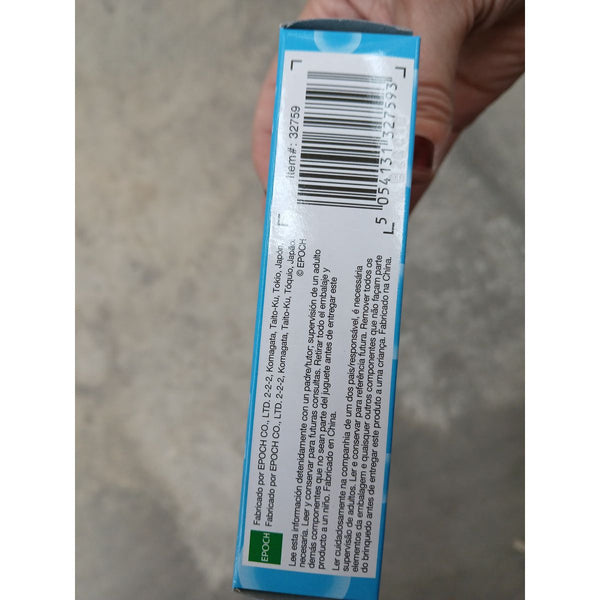 Item#: 32759
5 054131 327593
EPOCH
Fabricado por EPOCH CO., LTD. 2-2-2, Komagata, Taito-Ku, Tokio, Japón.
Fabricado por EPOCH CO., LTD. 2-2-2, Komagata, Taito-Ku, Tóquio, Japão.
© EPOCH
Lee esta información detenidamente con un padre/tutor; supervisión de un adulto
necesaria. Leer y conservar para futuras consultas. Retirar todo el embalaje y
demás componentes que no sean parte del juguete antes de entregar este
producto a un niño. Fabricado en China.
Ler cuidadosamente na companhia de um dos pais/responsável, é necessária
supervisão de adultos. Ler e conservar para referência futura. Remover todos os
elementos da embalagem e quaisquer outros componentes que não façam parte
do brinquedo antes de entregar este produto a uma criança. Fabricado na China.